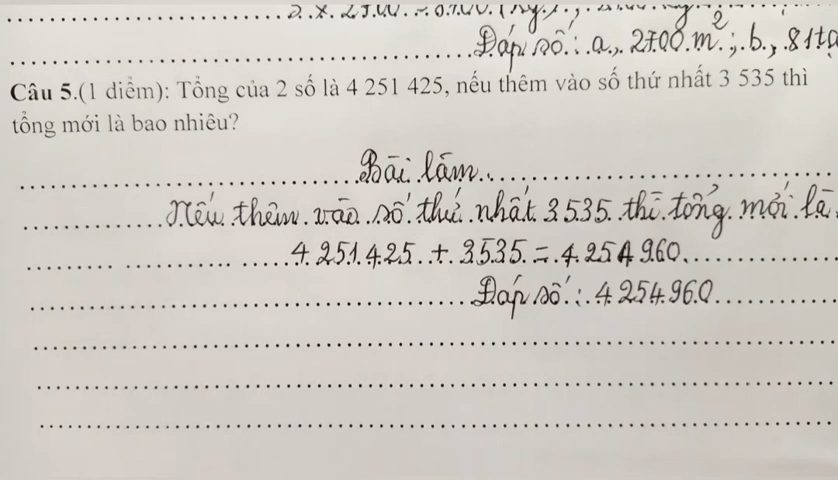 Đáp số: a, 2700 m²; b, 81tạ
Câu 5.(1 điểm): Tổng của 2 số là 4 251 425, nếu thêm vào số thứ nhất 3 535 thì
tổng mới là bao nhiêu?
Bài làm
Nếu thêm vào số thứ nhất 3535 thì tổng mới là
4 251 425 + 3535 = 4 254 960
Đáp số: 4 254 960